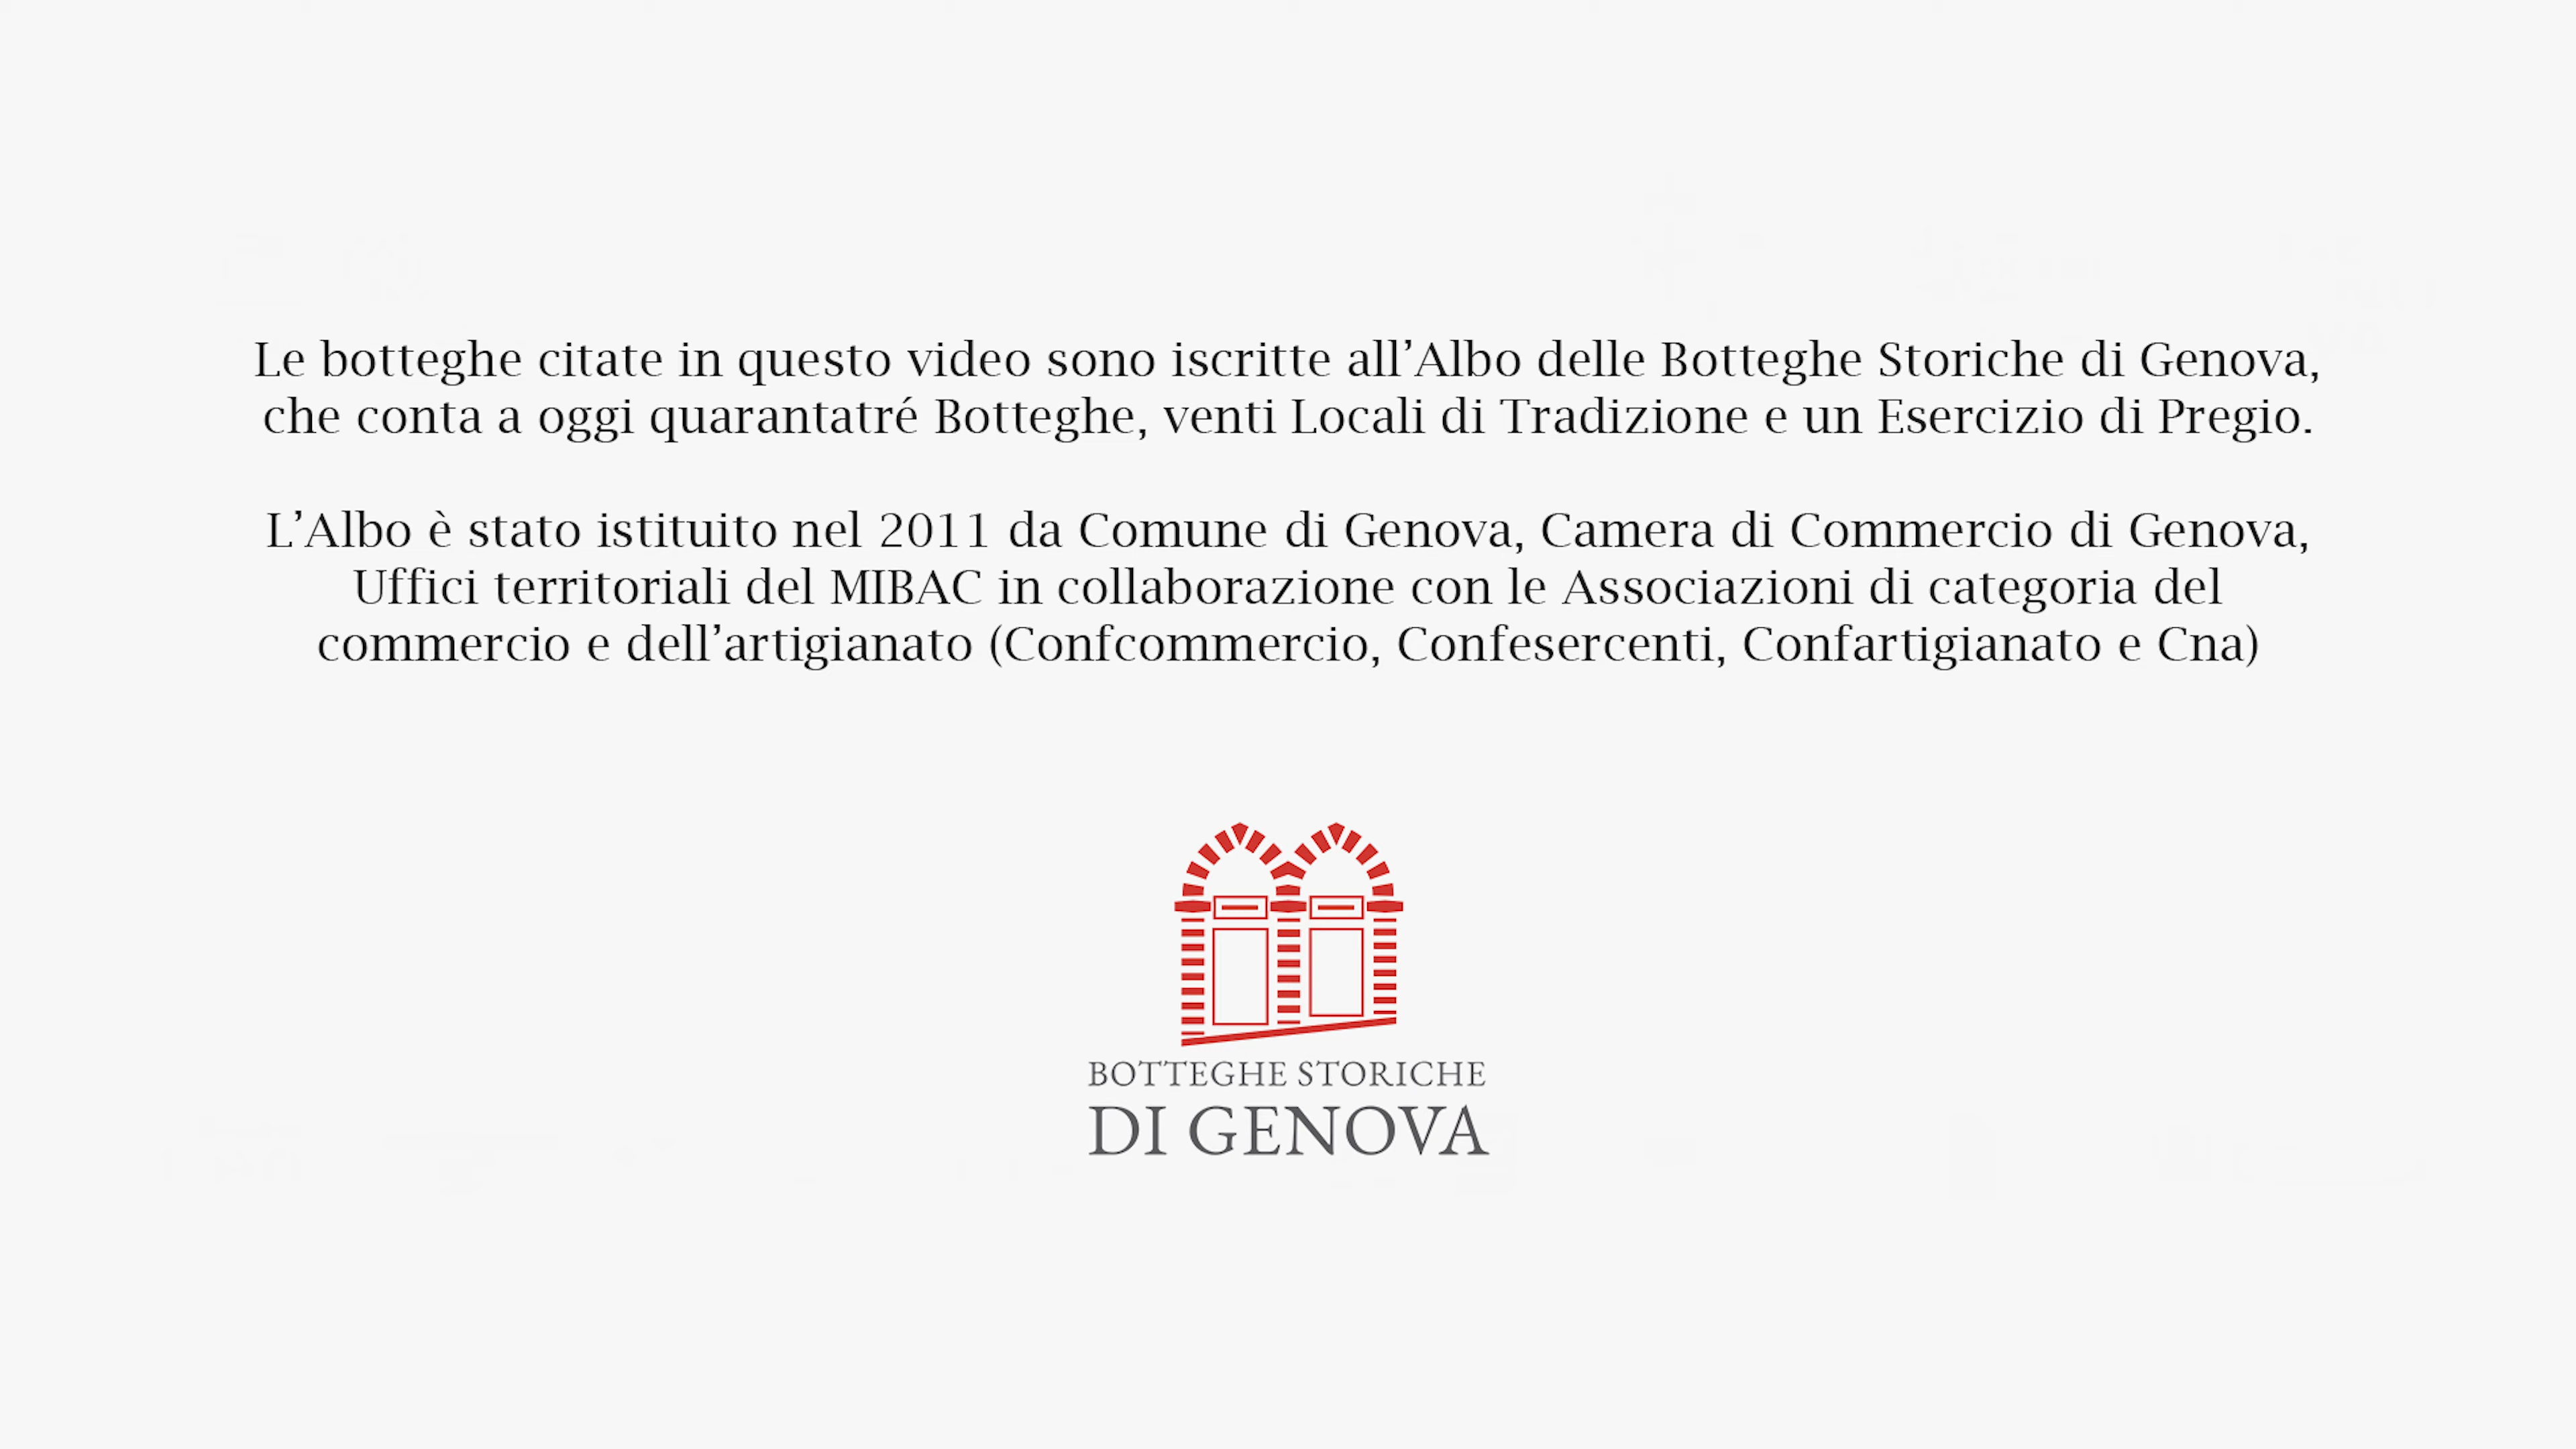 Le botteghe citate in questo video sono iscritte all’Albo delle Botteghe Storiche di Genova,
che conta a oggi quarantatré Botteghe, venti Locali di Tradizione e un Esercizio di Pregio.
L’Albo è stato istituito nel 2011 da Comune di Genova, Camera di Commercio di Genova,
Uffici territoriali del MIBAC in collaborazione con le Associazioni di categoria del
commercio e dell’artigianato (Confcommercio, Confesercenti, Confartigianato e Cna)
BOTTEGHE STORICHE
DI GENOVA